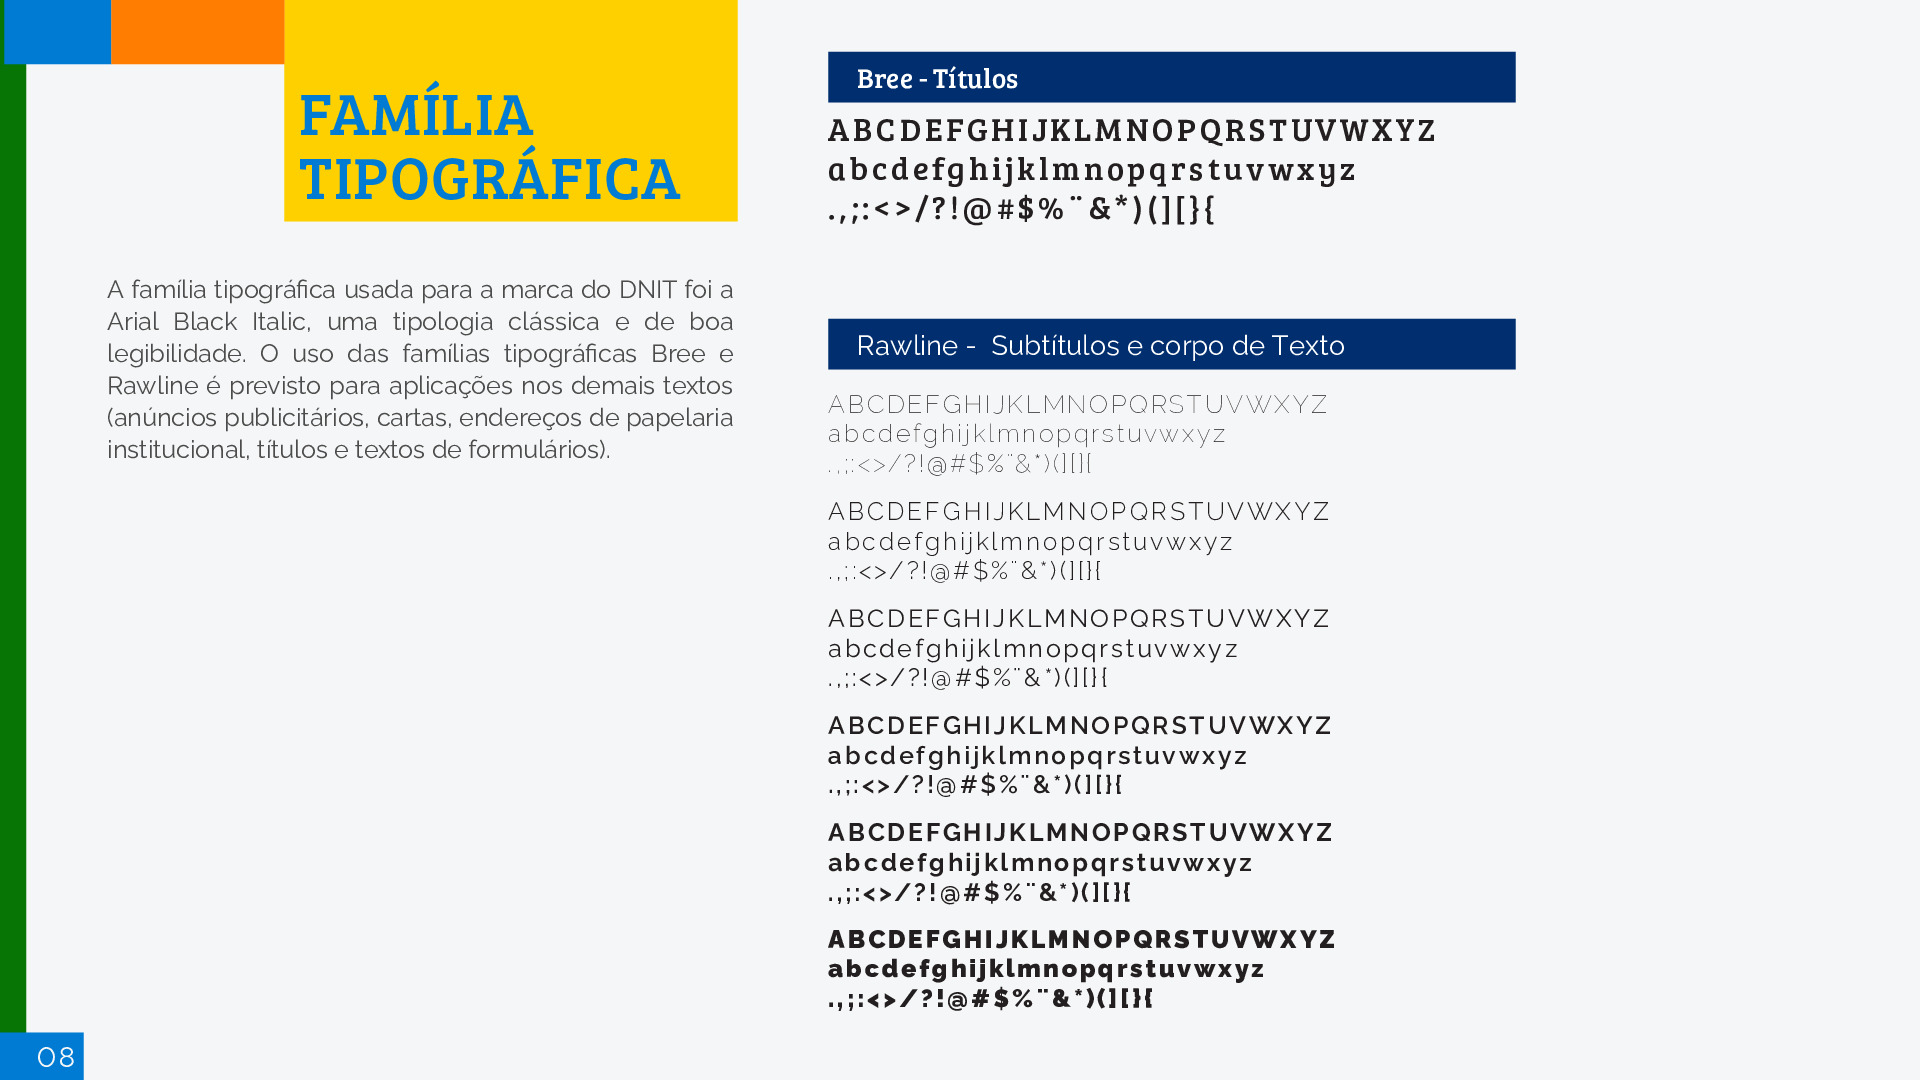 FAMÍLIA
TIPOGRÁFICA
A família tipográfica usada para a marca do DNIT foi a
Arial Black Italic, uma tipologia clássica e de boa
legibilidade. O uso das famílias tipográficas Bree e
Rawline é previsto para aplicações nos demais textos
(anúncios publicitários, cartas, endereços de papelaria
institucional, títulos e textos de formulários).
Bree - Títulos
ABCDEFGHIJKLMNOPQRSTUVWXYZ
abcdefghijklmnopqrstuvwxyz
.,;:<>/?!@#$%¨&*)(][}{
Rawline -  Subtítulos e corpo de Texto
ABCDEFGHIJKLMNOPQRSTUVWXYZ
abcdefghijklmnopqrstuvwxyz
.,;:<>/?!@#$%¨&*)(][}{
ABCDEFGHIJKLMNOPQRSTUVWXYZ
abcdefghijklmnopqrstuvwxyz
.,;:<>/?!@#$%¨&*)(][}{
ABCDEFGHIJKLMNOPQRSTUVWXYZ
abcdefghijklmnopqrstuvwxyz
.,;:<>/?!@#$%¨&*)(][}{
ABCDEFGHIJKLMNOPQRSTUVWXYZ
abcdefghijklmnopqrstuvwxyz
.,;:<>/?!@#$%¨&*)(][}{
ABCDEFGHIJKLMNOPQRSTUVWXYZ
abcdefghijklmnopqrstuvwxyz
.,;:<>/?!@#$%¨&*)(][}{
ABCDEFGHIJKLMNOPQRSTUVWXYZ
abcdefghijklmnopqrstuvwxyz
.,;:<>/?!@#$%¨&*)(][}{
08